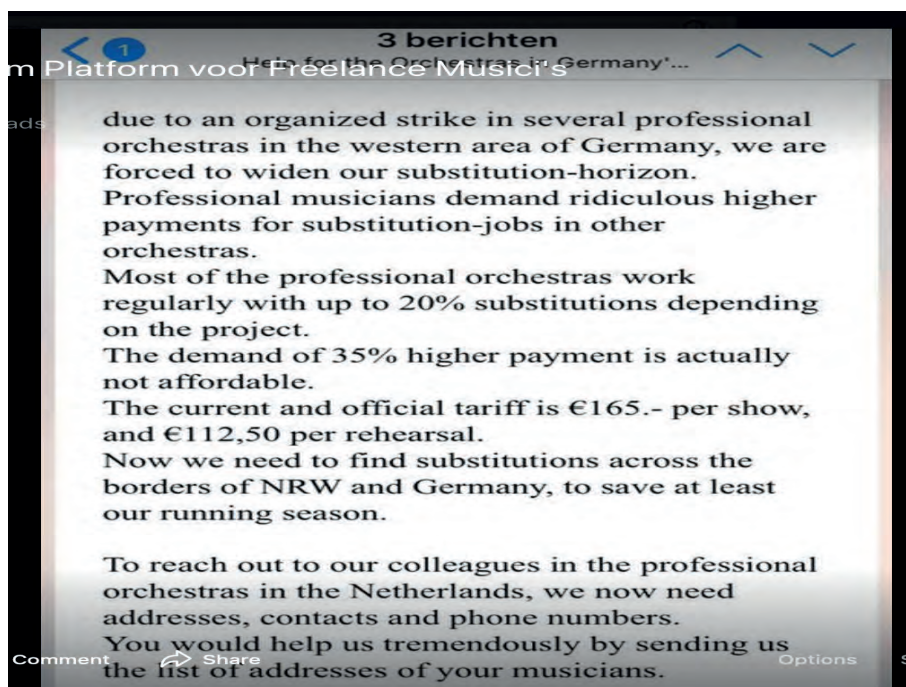 1
3 berichten
Help for the Orchestras in Germany'...
m Platform voor Freelance Musici's
ads
due to an organized strike in several professional
orchestras in the western area of Germany, we are
forced to widen our substitution-horizon.
Professional musicians demand ridiculous higher
payments for substitution-jobs in other
orchestras.
Most of the professional orchestras work
regularly with up to 20% substitutions depending
on the project.
The demand of 35% higher payment is actually
not affordable.
The current and official tariff is €165.- per show,
and €112,50 per rehearsal.
Now we need to find substitutions across the
borders of NRW and Germany, to save at least
our running season.
To reach out to our colleagues in the professional
orchestras in the Netherlands, we now need
addresses, contacts and phone numbers.
You would help us tremendously by sending us
the list of addresses of your musicians.
Comment Share Options